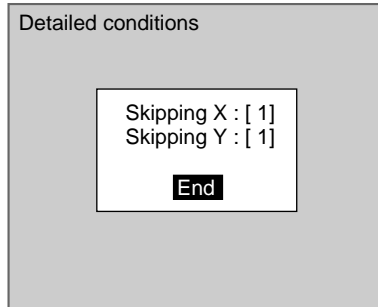 Detailed conditions
Skipping X : [ 1]
Skipping Y : [ 1]
End